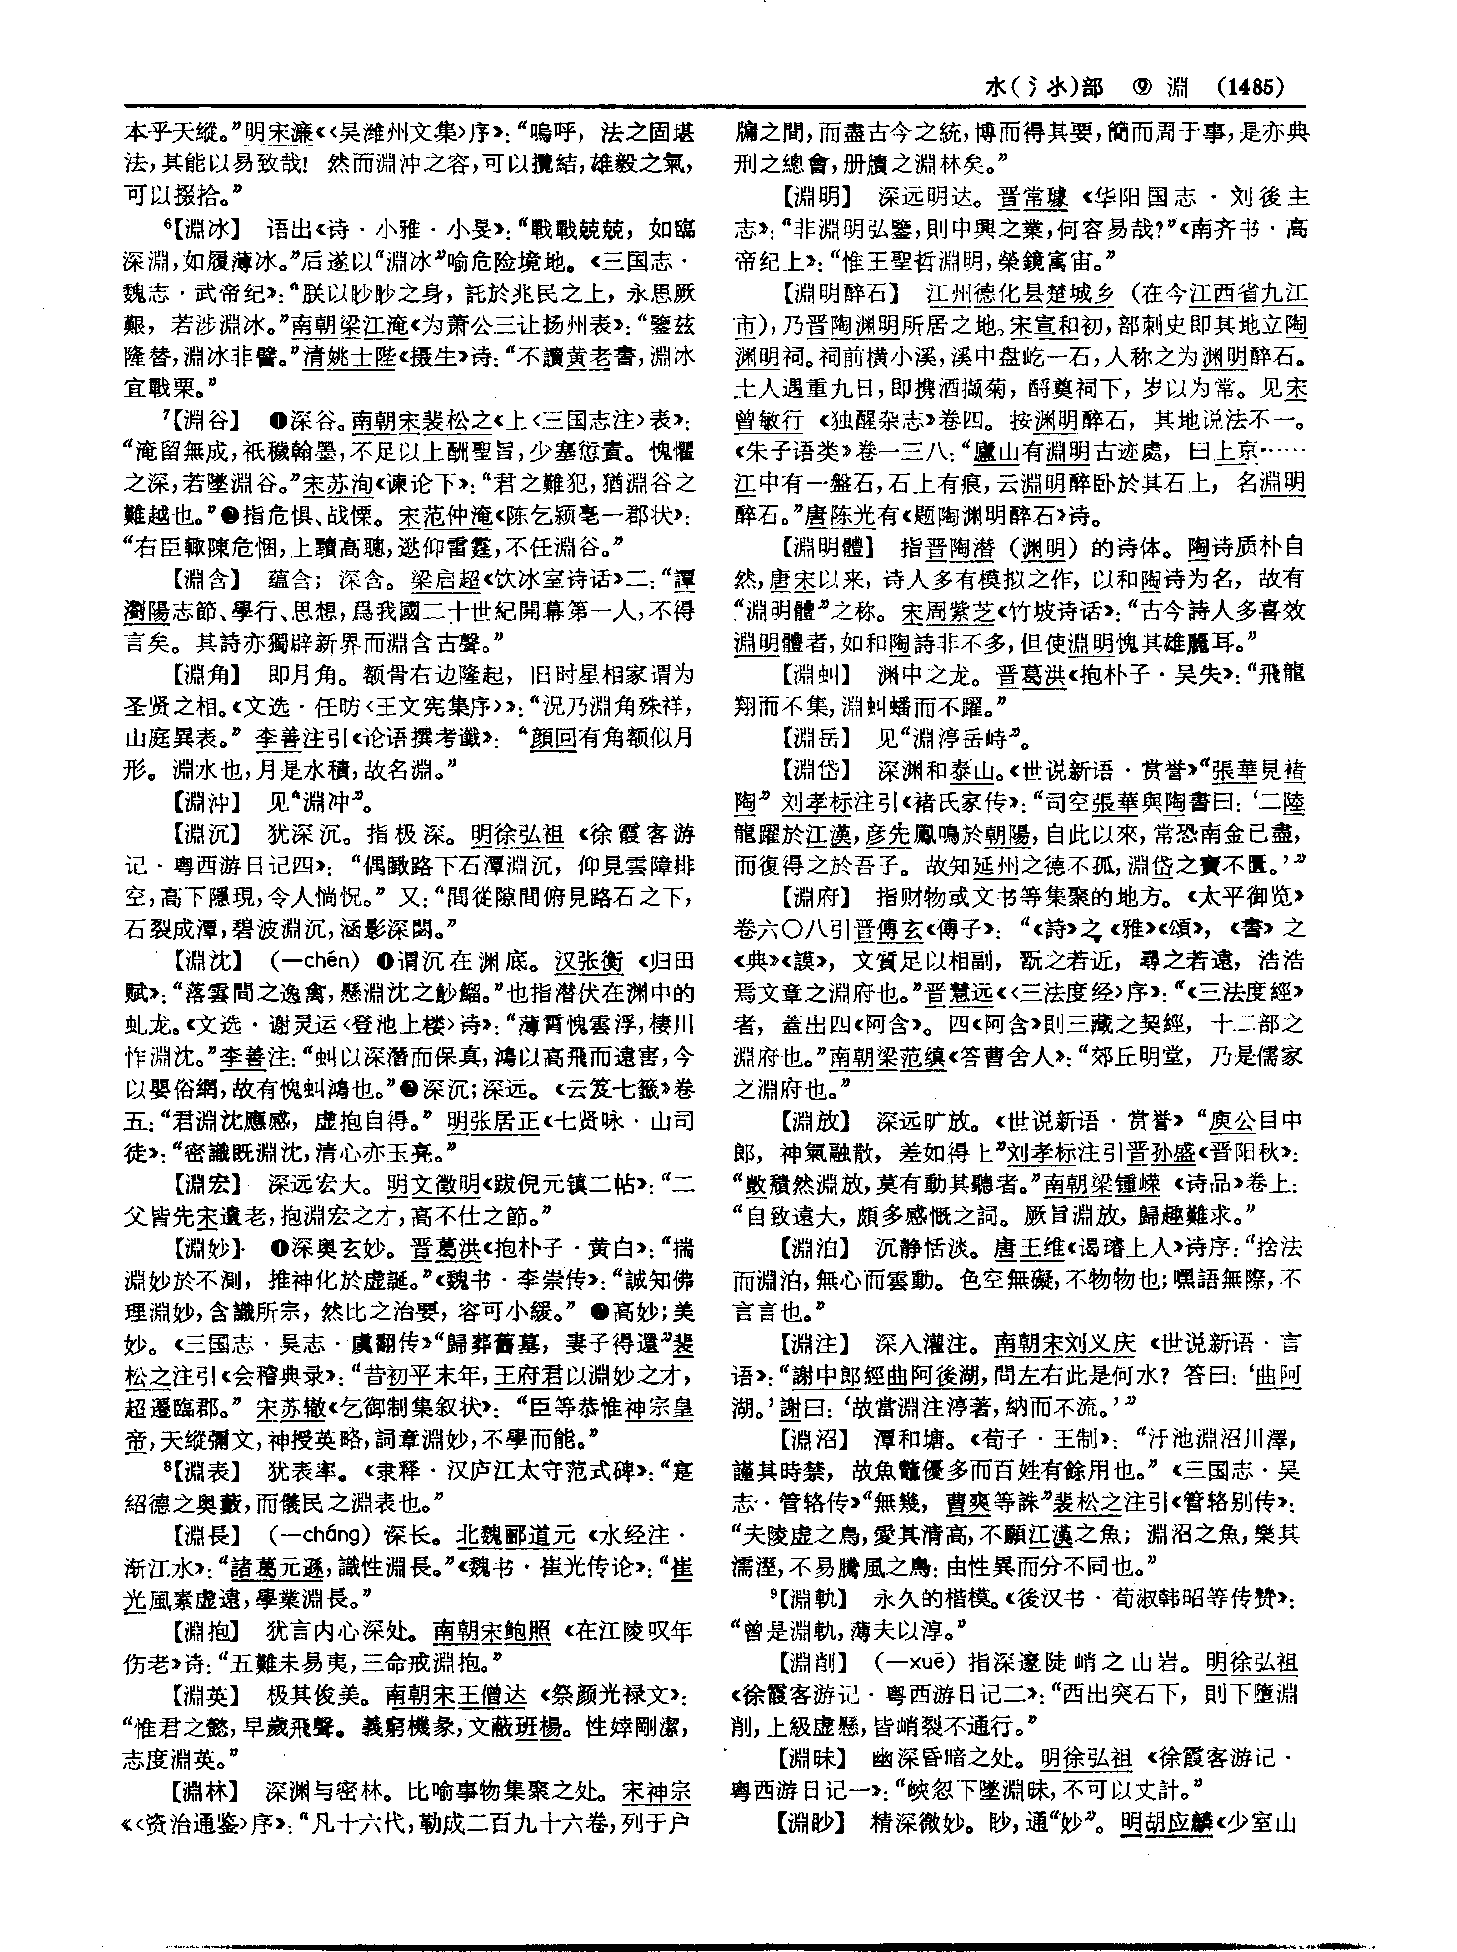 水(氵氺)部 ⑨ 淵 (1485)
本乎天縱。”明宋濂《〈吴潍州文集〉序》：“嗚呼，法之固堪
法，其能以易致哉！然而淵沖之容，可以攬結，雄毅之氣，
可以掇拾。”
⁶【淵冰】 语出《诗·小雅·小旻》：“戰戰兢兢，如臨
深淵，如履薄冰。”后遂以“淵冰”喻危险境地。《三国志·
魏志·武帝纪》：“朕以眇眇之身，託於兆民之上，永思厥
艱，若涉淵冰。”南朝梁江淹《为萧公三让扬州表》：“鑒兹
隆替，淵冰非譬。”清姚士陛《摄生》诗：“不讀黄老書，淵冰
宜戰栗。”
⁷【淵谷】 ❶深谷。南朝宋裴松之《上〈三国志注〉表》：
“淹留無成，祇穢翰墨，不足以上酬聖旨，少塞愆責。愧懼
之深，若墜淵谷。”宋苏洵《谏论下》：“君之難犯，猶淵谷之
難越也。”❷指危惧、战慄。宋范仲淹《陈乞颍亳一郡状》：
“右臣輒陳危悃，上瀆高聰，逖仰雷霆，不任淵谷。”
【淵含】 蕴含；深含。梁启超《饮冰室诗话》二：“譚
瀏陽志節、學行、思想，爲我國二十世紀開幕第一人，不得
言矣。其詩亦獨辟新界而淵含古聲。”
【淵角】 即月角。额骨右边隆起，旧时星相家谓为
圣贤之相。《文选·任昉〈王文宪集序〉》：“況乃淵角殊祥，
山庭異表。”李善注引《论语撰考谶》：“顔回有角额似月
形。淵水也，月是水積，故名淵。”
【淵沖】 见“淵冲”。
【淵沉】 犹深沉。指极深。明徐弘祖《徐霞客游
记·粤西游日记四》：“偶瞰路下石潭淵沉，仰見雲障排
空，高下隱現，令人惝怳。”又：“間從隙間俯見路石之下，
石裂成潭，碧波淵沉，涵影深閟。”
【淵沈】 (—chén) ❶谓沉在渊底。汉张衡《归田
赋》：“落雲間之逸禽，懸淵沈之魦鰡。”也指潜伏在渊中的
虬龙。《文选·谢灵运〈登池上楼〉诗》：“薄霄愧雲浮，棲川
怍淵沈。”李善注：“虯以深潛而保真，鴻以高飛而遠害，今
以嬰俗網，故有愧虯鴻也。”❷深沉；深远。《云笈七籤》卷
五：“君淵沈應感，虚抱自得。”明张居正《七贤咏·山司
徒》：“密識既淵沈，清心亦玉亮。”
【淵宏】 深远宏大。明文徵明《跋倪元镇二帖》：“二
父皆先宋遺老，抱淵宏之才，高不仕之節。”
【淵妙】 ❶深奥玄妙。晋葛洪《抱朴子·黄白》：“揣
淵妙於不測，推神化於虚誕。”《魏书·李崇传》：“誠知佛
理淵妙，含識所宗，然比之治要，容可小緩。”❷高妙；美
妙。《三国志·吴志·虞翻传》“歸葬舊墓，妻子得還”裴
松之注引《会稽典录》：“昔初平末年，王府君以淵妙之才，
超遷臨郡。”宋苏辙《乞御制集叙状》：“臣等恭惟神宗皇
帝，天縱彌文，神授英略，詞章淵妙，不學而能。”
⁸【淵表】 犹表率。《隶释·汉庐江太守范式碑》：“寔
紹德之奥藪，而儀民之淵表也。”
【淵長】 (—cháng) 深长。北魏郦道元《水经注·
渐江水》：“諸葛元遜，識性淵長。”《魏书·崔光传论》：“崔
光風素虚遠，學業淵長。”
【淵抱】 犹言内心深处。南朝宋鲍照《在江陵叹年
伤老》诗：“五難未易夷，三命戒淵抱。”
【淵英】 极其俊美。南朝宋王僧达《祭颜光禄文》：
“惟君之懿，早歲飛聲。義窮機彖，文蔽班楊。性婞剛潔，
志度淵英。”
【淵林】 深渊与密林。比喻事物集聚之处。宋神宗
《〈资治通鉴〉序》：“凡十六代，勒成二百九十六卷，列于户
牖之間，而盡古今之統，博而得其要，簡而周于事，是亦典
刑之總會，册牘之淵林矣。”
【淵明】 深远明达。晋常璩《华阳国志·刘後主
志》：“非淵明弘鑒，則中興之業，何容易哉？”《南齐书·高
帝纪上》：“惟王聖哲淵明，榮鏡寓宙。”
【淵明醉石】 江州德化县楚城乡（在今江西省九江
市），乃晋陶渊明所居之地。宋宣和初，部刺史即其地立陶
渊明祠。祠前横小溪，溪中盘屹一石，人称之为渊明醉石。
土人遇重九日，即携酒撷菊，酹奠祠下，岁以为常。见宋
曾敏行《独醒杂志》卷四。按渊明醉石，其地说法不一。
《朱子语类》卷一三八：“廬山有淵明古迹處，曰上京……
江中有一盤石，石上有痕，云淵明醉卧於其石上，名淵明
醉石。”唐陈光有《题陶渊明醉石》诗。
【淵明體】 指晋陶潜（渊明）的诗体。陶诗质朴自
然，唐宋以来，诗人多有模拟之作，以和陶诗为名，故有
“淵明體”之称。宋周紫芝《竹坡诗话》：“古今詩人多喜效
淵明體者，如和陶詩非不多，但使淵明愧其雄麗耳。”
【淵虯】 渊中之龙。晋葛洪《抱朴子·吴失》：“飛龍
翔而不集，淵虯蟠而不躍。”
【淵岳】 见“淵渟岳峙”。
【淵岱】 深渊和泰山。《世说新语·赏誉》“張華見褚
陶”刘孝标注引《褚氏家传》：“司空張華與陶書曰：‘二陸
龍躍於江漢，彦先鳳鳴於朝陽，自此以來，常恐南金已盡，
而復得之於吾子。故知延州之德不孤，淵岱之寶不匱。’”
【淵府】 指财物或文书等集聚的地方。《太平御览》
卷六〇八引晋傅玄《傅子》：“《詩》之《雅》《頌》，《書》之
《典》《謨》，文質足以相副，翫之若近，尋之若遠，浩浩
焉文章之淵府也。”晋慧远《〈三法度经〉序》：“《三法度經》
者，蓋出四《阿含》。四《阿含》則三藏之契經，十二部之
淵府也。”南朝梁范缜《答曹舍人》：“郊丘明堂，乃是儒家
之淵府也。”
【淵放】 深远旷放。《世说新语·赏誉》“庾公目中
郎，神氣融散，差如得上”刘孝标注引晋孙盛《晋阳秋》：
“敳穨然淵放，莫有動其聽者。”南朝梁锺嵘《诗品》卷上：
“自致遠大，頗多感慨之詞。厥旨淵放，歸趣難求。”
【淵泊】 沉静恬淡。唐王维《谒璿上人》诗序：“捨法
而淵泊，無心而雲動。色空無礙，不物物也；嘿語無際，不
言言也。”
【淵注】 深入灌注。南朝宋刘义庆《世说新语·言
语》：“謝中郎經曲阿後湖，問左右此是何水？答曰：‘曲阿
湖。’謝曰：‘故當淵注渟著，納而不流。’”
【淵沼】 潭和塘。《荀子·王制》：“汙池淵沼川澤，
謹其時禁，故魚鼈優多而百姓有餘用也。”《三国志·吴
志·管辂传》“無幾，曹爽等誅”裴松之注引《管辂别传》：
“夫陵虚之鳥，愛其清高，不願江漢之魚；淵沼之魚，樂其
濡溼，不易騰風之鳥：由性異而分不同也。”
⁹【淵軌】 永久的楷模。《後汉书·荀淑韩昭等传赞》：
“曾是淵軌，薄夫以淳。”
【淵削】 (—xuē) 指深邃陡峭之山岩。明徐弘祖
《徐霞客游记·粤西游日记二》：“西出突石下，則下墮淵
削，上級虚懸，皆峭裂不通行。”
【淵昧】 幽深昏暗之处。明徐弘祖《徐霞客游记·
粤西游日记一》：“峽忽下墜淵昧，不可以丈計。”
【淵眇】 精深微妙。眇，通“妙”。明胡应麟《少室山